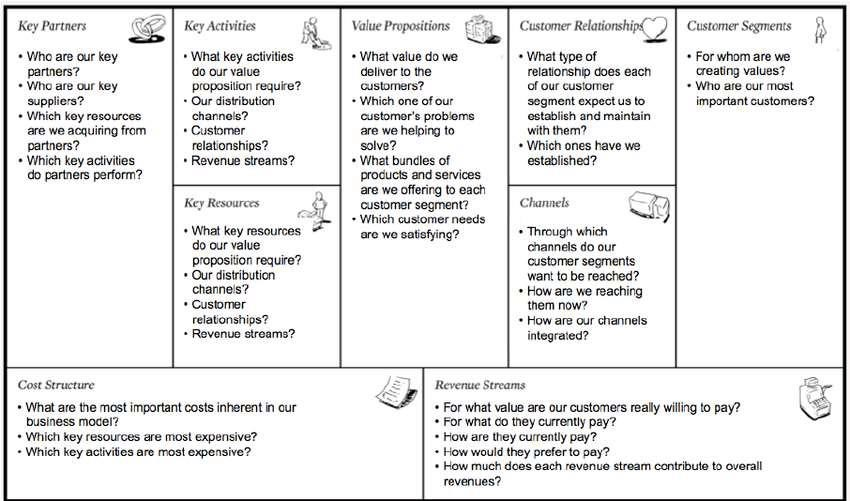 Key Partners
• Who are our key
partners?
• Who are our key
suppliers?
• Which key resources
are we acquiring from
partners?
• Which key activities
do partners perform?
Key Activities
• What key activities
do our value
proposition require?
• Our distribution
channels?
• Customer
relationships?
• Revenue streams?
Key Resources
• What key resources
do our value
proposition require?
• Our distribution
channels?
• Customer
relationships?
• Revenue streams?
Value Propositions
• What value do we
deliver to the
customers?
• Which one of our
customer's problems
are we helping to
solve?
• What bundles of
products and services
are we offering to each
customer segment?
• Which customer needs
are we satisfying?
Customer Relationships
• What type of
relationship does each
of our customer
segment expect us to
establish and maintain
with them?
• Which ones have we
established?
Channels
• Through which
channels do our
customer segments
want to be reached?
• How are we reaching
them now?
• How are our channels
integrated?
Customer Segments
• For whom are we
creating values?
• Who are our most
important customers?
Cost Structure
• What are the most important costs inherent in our
business model?
• Which key resources are most expensive?
• Which key activities are most expensive?
Revenue Streams
• For what value are our customers really willing to pay?
• For what do they currently pay?
• How are they currently pay?
• How would they prefer to pay?
• How much does each revenue stream contribute to overall
revenues?